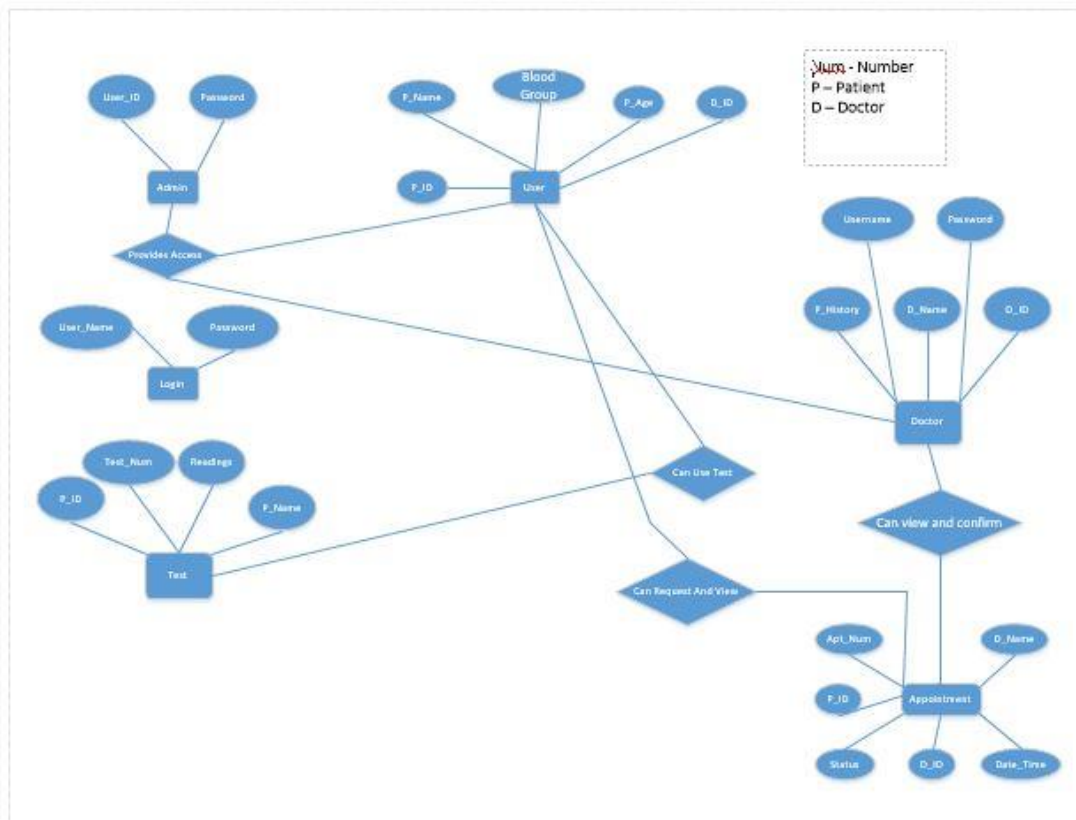 User_ID
Password
P_Name
Blood
Group
P_Age
D_ID
Num - Number
P – Patient
D – Doctor
Admin
P_ID
User
Username
Password
Provides Access
User_Name
Password
P_History
D_Name
D_ID
Login
Doctor
Test_Num
Readings
P_ID
P_Name
Can Use Test
Can view and confirm
Test
Can Request And View
Apt_Num
D_Name
P_ID
Appointment
Status
D_ID
Date_Time